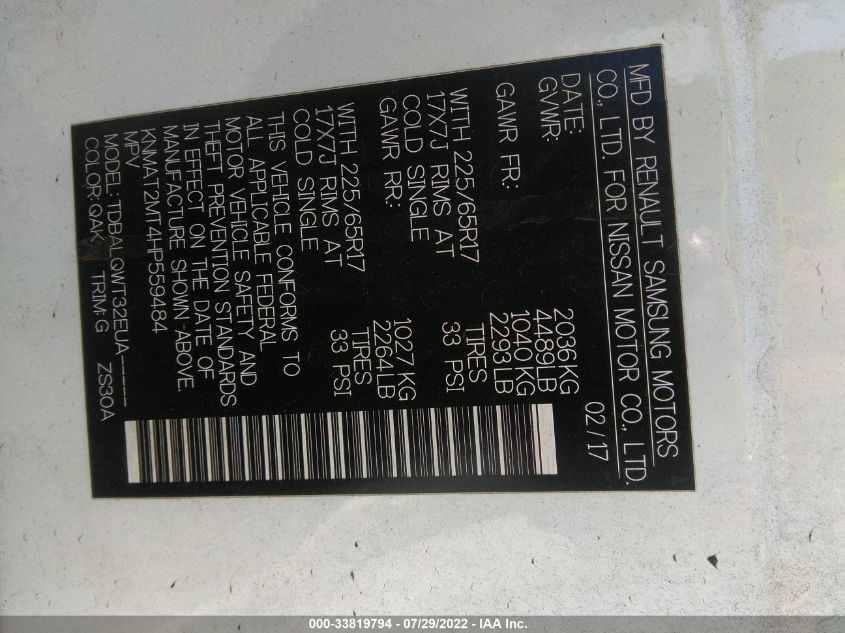 MFD BY RENAULT SAMSUNG MOTORS
CO., LTD. FOR NISSAN MOTOR CO., LTD.
DATE: 02/17
GVWR: 2036KG
4489LB
GAWR FR: 1040 KG
2293LB
WITH 225/65R17 TIRES
17X7J RIMS AT 33 PSI
COLD SINGLE
GAWR RR: 1027 KG
2264LB
WITH 225/65R17 TIRES
17X7J RIMS AT 33 PSI
COLD SINGLE
THIS VEHICLE CONFORMS TO
ALL APPLICABLE FEDERAL
MOTOR VEHICLE SAFETY AND
THEFT PREVENTION STANDARDS
IN EFFECT ON THE DATE OF
MANUFACTURE SHOWN ABOVE.
KNMAT2MT4HP559484
MPV
MODEL: TDBALQWT32EUA-----
COLOR: QAK TRIM: G ZS30A
000-33819794 - 07/29/2022 - IAA Inc.